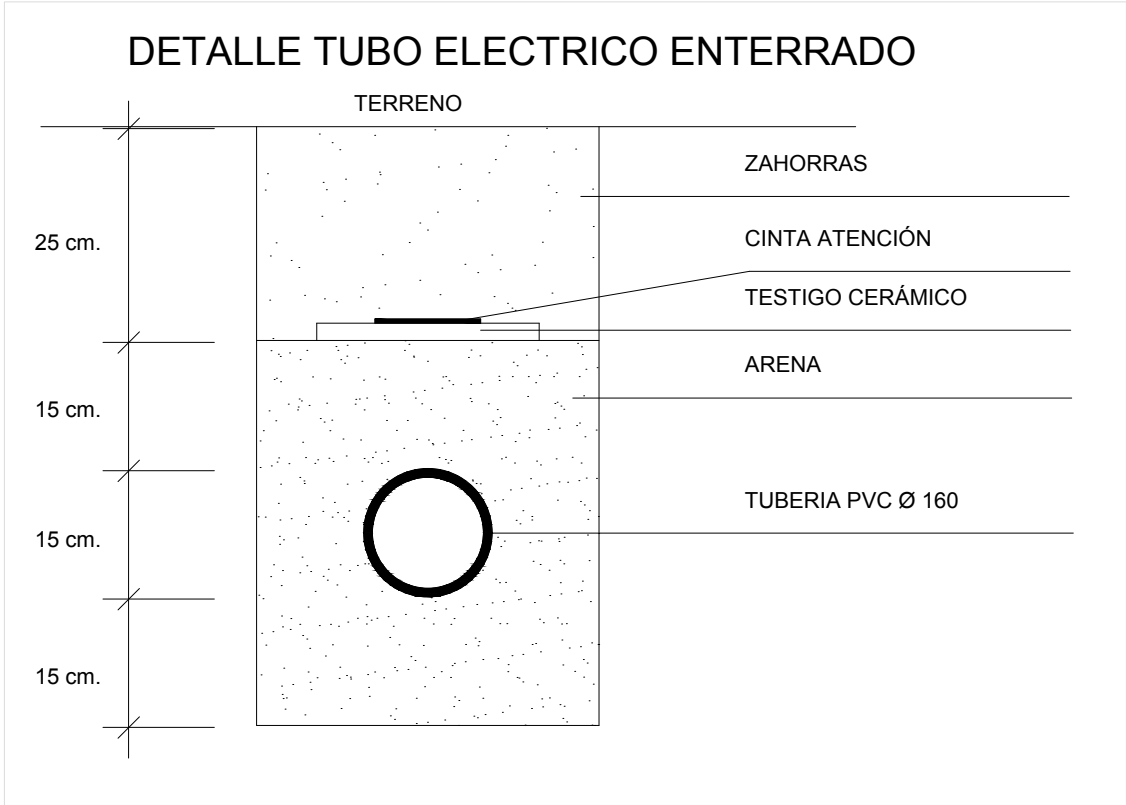 DETALLE TUBO ELECTRICO ENTERRADO
TERRENO
ZAHORRAS
CINTA ATENCIÓN
25 cm.
TESTIGO CERÁMICO
ARENA
15 cm.
TUBERIA PVC Ø 160
15 cm.
15 cm.